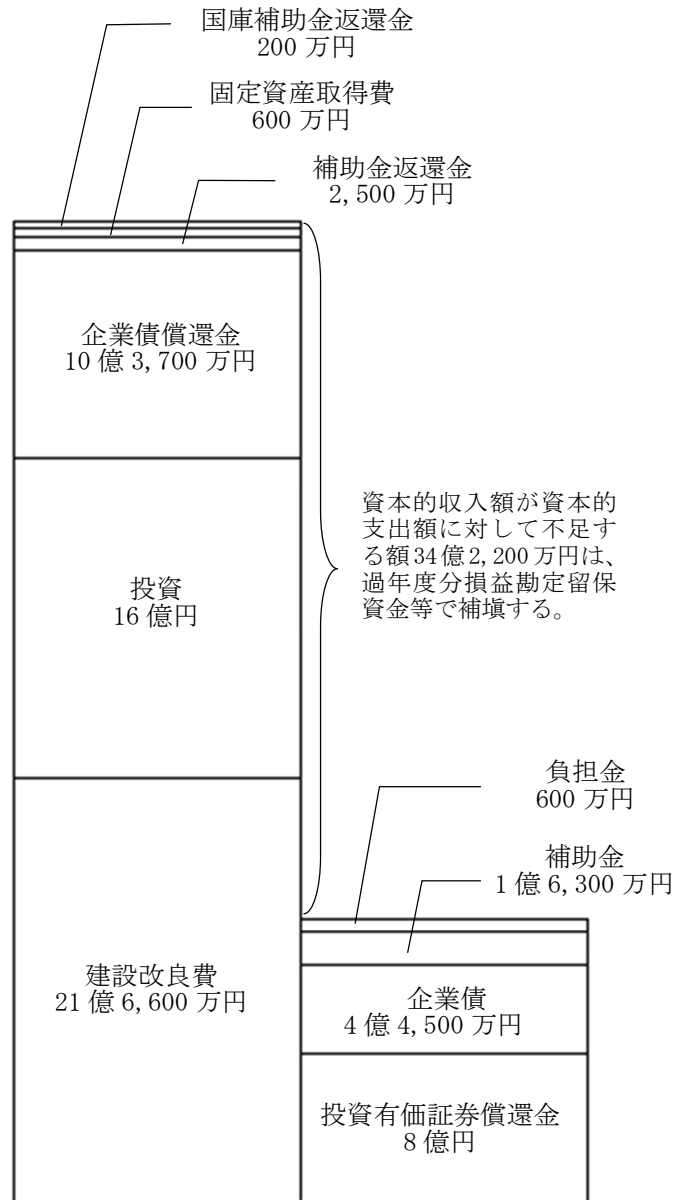 国庫補助金返還金
200 万円
固定資産取得費
600 万円
補助金返還金
2,500 万円
企業債償還金
10 億 3,700 万円
投資
16 億円
資本的収入額が資本的
支出額に対して不足す
る額34億2,200万円は、
過年度分損益勘定留保
資金等で補塡する。
負担金
600 万円
補助金
1 億 6,300 万円
建設改良費
21 億 6,600 万円
企業債
4 億 4,500 万円
投資有価証券償還金
8 億円